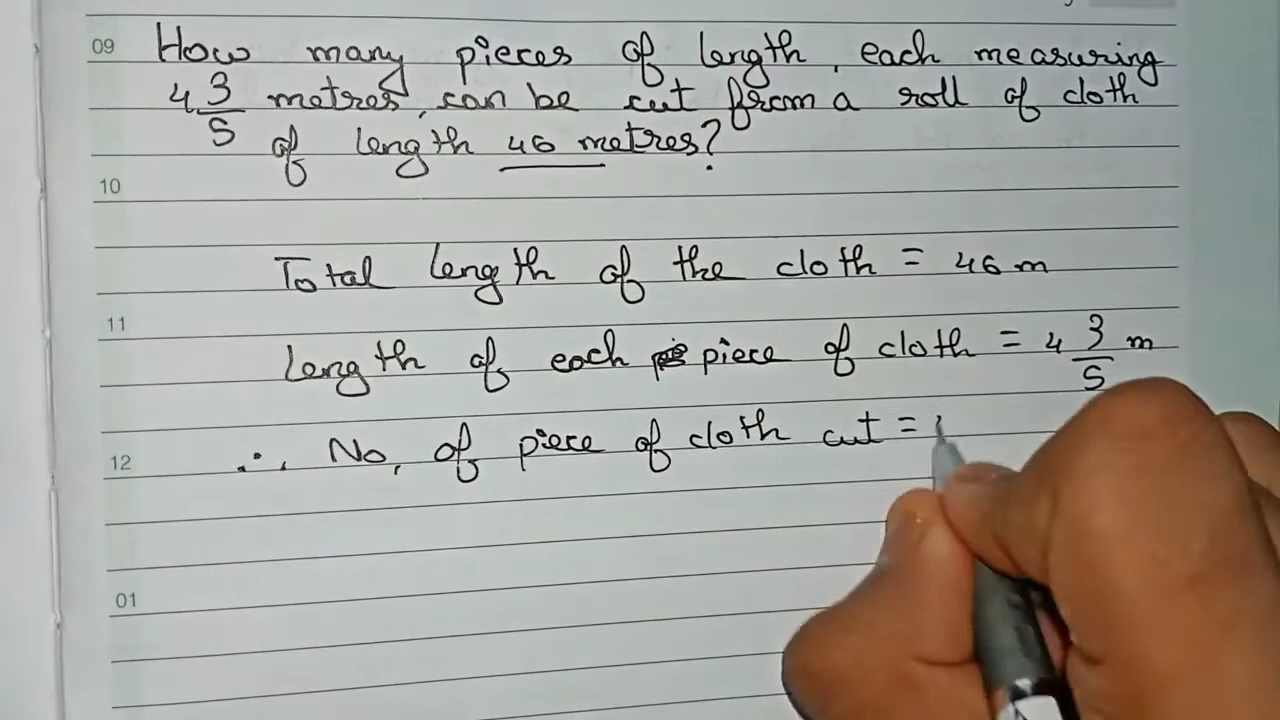 09 How many pieces of length, each measuring
4 3/5 metres, can be cut from a roll of cloth
of length 46 metres?
10
Total length of the cloth = 46 m
11
Length of each piece of cloth = 4 3/5 m
∴ No, of piece of cloth cut =
12
01